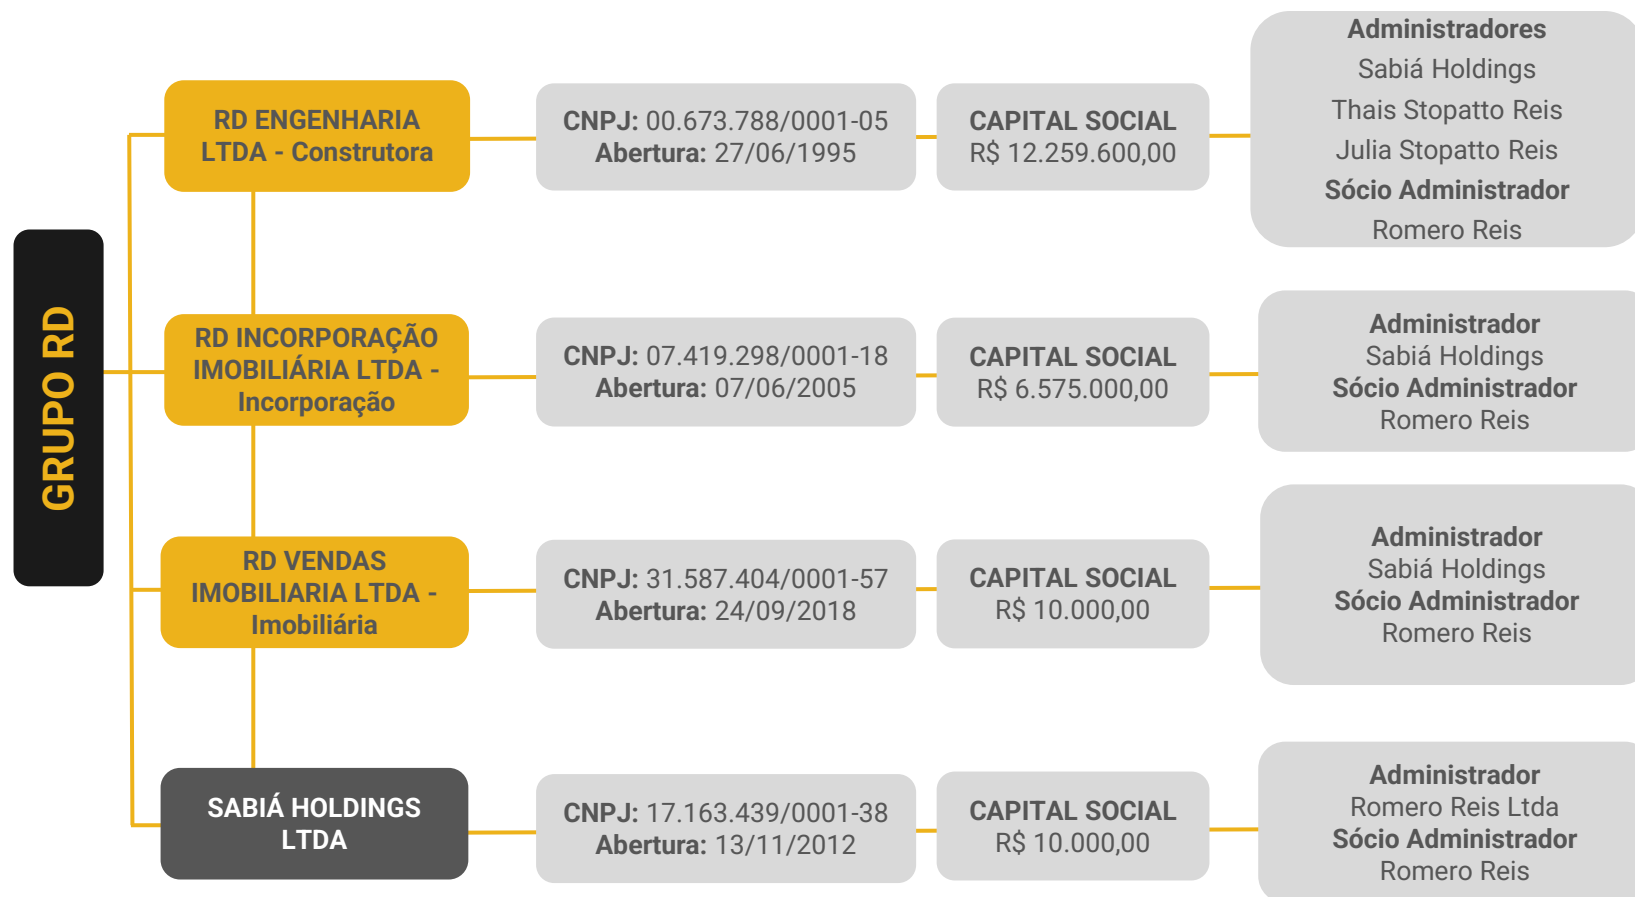 GRUPO RD
RD ENGENHARIA
LTDA - Construtora
CNPJ: 00.673.788/0001-05
Abertura: 27/06/1995
CAPITAL SOCIAL
R$ 12.259.600,00
Administradores
Sabiá Holdings
Thais Stopatto Reis
Julia Stopatto Reis
Sócio Administrador
Romero Reis
RD INCORPORAÇÃO
IMOBILIÁRIA LTDA -
Incorporação
CNPJ: 07.419.298/0001-18
Abertura: 07/06/2005
CAPITAL SOCIAL
R$ 6.575.000,00
Administrador
Sabiá Holdings
Sócio Administrador
Romero Reis
RD VENDAS
IMOBILIARIA LTDA -
Imobiliária
CNPJ: 31.587.404/0001-57
Abertura: 24/09/2018
CAPITAL SOCIAL
R$ 10.000,00
Administrador
Sabiá Holdings
Sócio Administrador
Romero Reis
SABIÁ HOLDINGS
LTDA
CNPJ: 17.163.439/0001-38
Abertura: 13/11/2012
CAPITAL SOCIAL
R$ 10.000,00
Administrador
Romero Reis Ltda
Sócio Administrador
Romero Reis